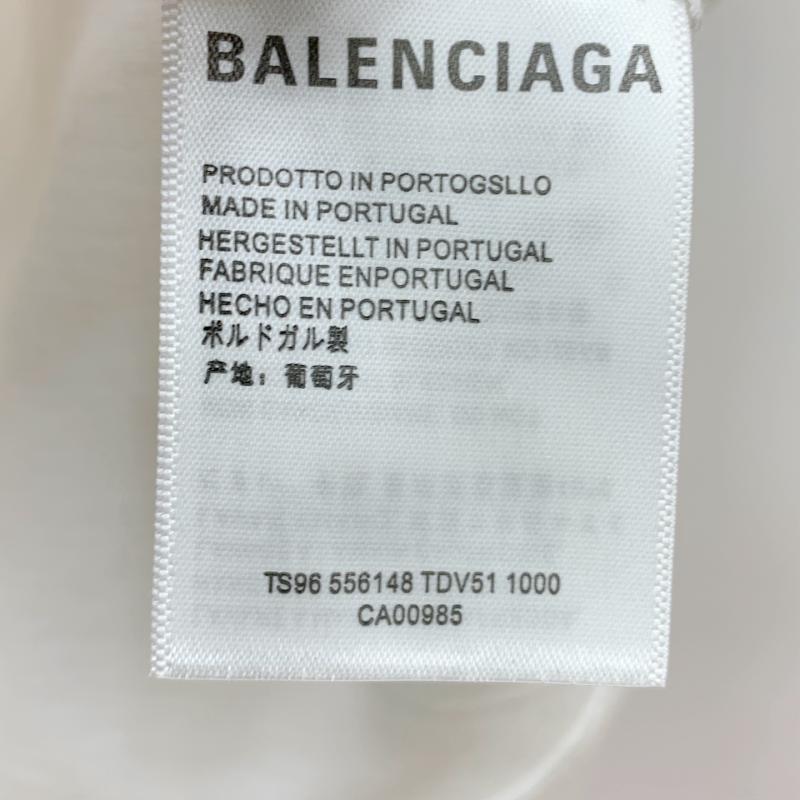 BALENCIAGA
PRODOTTO IN PORTOGSLLO
MADE IN PORTUGAL
HERGESTELLT IN PORTUGAL
FABRIQUE ENPORTUGAL
HECHO EN PORTUGAL
ポルドガル製
产地：葡萄牙
TS96 556148 TDV51 1000
CA00985